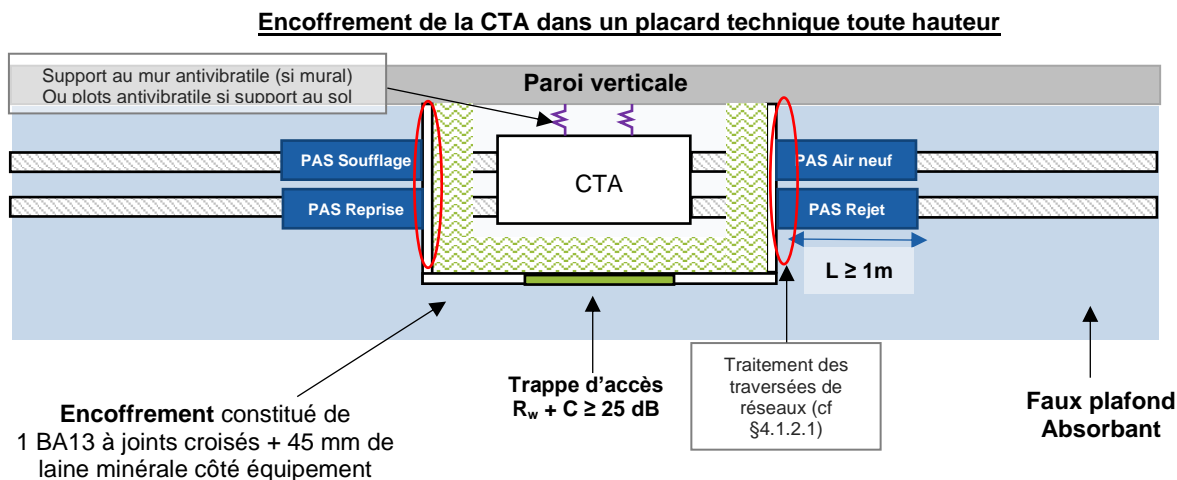 Encoffrement de la CTA dans un placard technique toute hauteur
Support au mur antivibratile (si mural)
Ou plots antivibratile si support au sol
Paroi verticale
PAS Soufflage
PAS Reprise
CTA
PAS Air neuf
PAS Rejet
L ≥ 1m
Encoffrement constitué de
1 BA13 à joints croisés + 45 mm de
laine minérale côté équipement
Trappe d'accès
Rw + C ≥ 25 dB
Traitement des
traversées de
réseaux (cf
§4.1.2.1)
Faux plafond
Absorbant